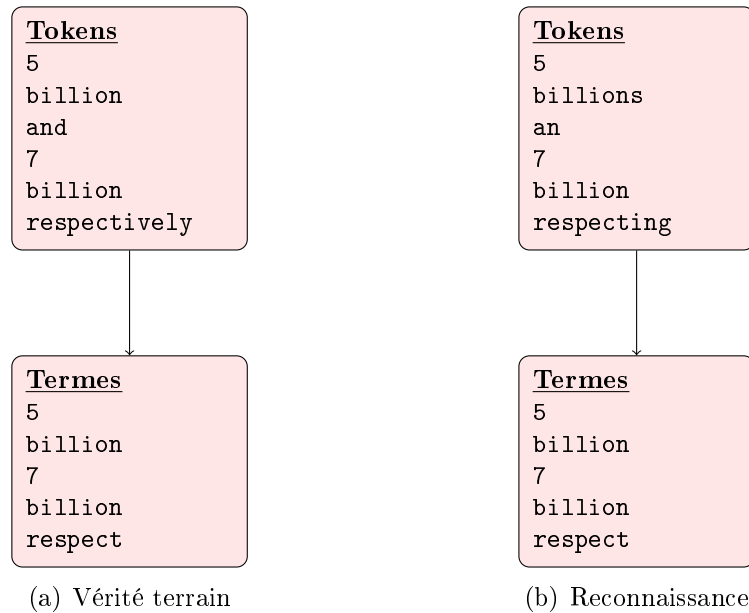 Tokens
5
billion
and
7
billion
respectively
Termes
5
billion
7
billion
respect
(a) Vérité terrain
Tokens
5
billions
an
7
billion
respecting
Termes
5
billion
7
billion
respect
(b) Reconnaissance